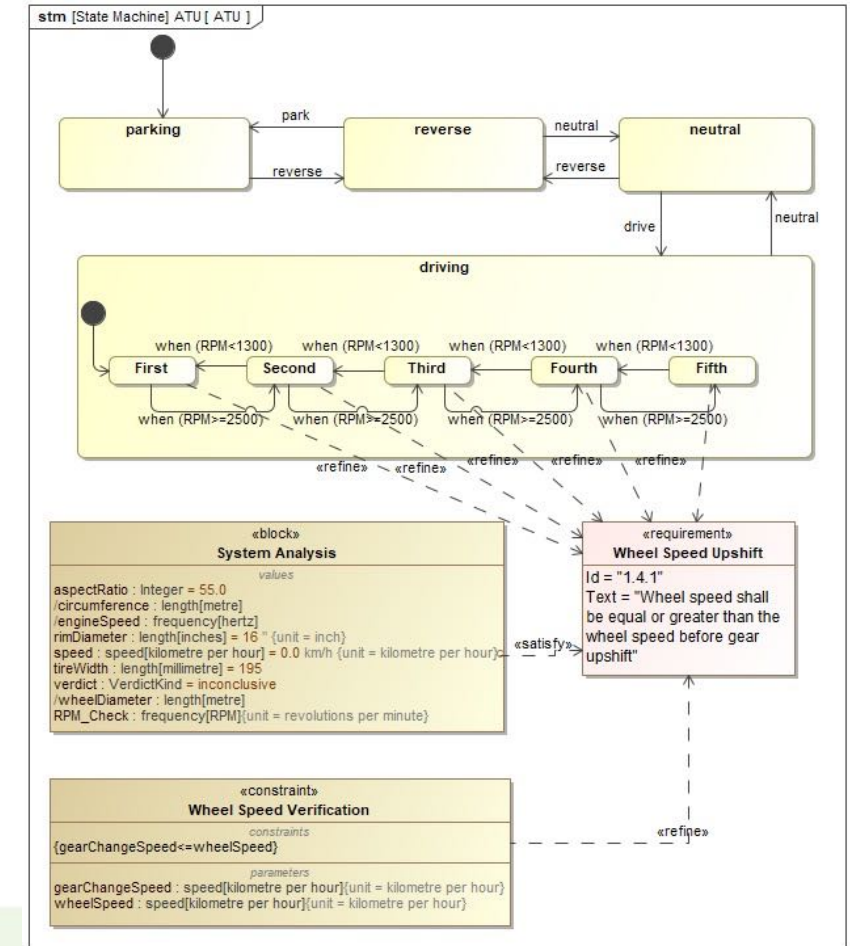 stm [State Machine] ATU [ ATU ]
parking
park
reverse
neutral
neutral
reverse
reverse
drive
neutral
driving
when (RPM<1300)
when (RPM<1300)
when (RPM<1300)
when (RPM<1300)
First
Second
Third
Fourth
Fifth
when (RPM>=2500)
when (RPM>=2500)
when (RPM>=2500)
when (RPM>=2500)
«refine»
«refine»
«refine»
«refine»
«refine»
«block»
System Analysis
values
aspectRatio : Integer = 55.0
/circumference : length[metre]
/engineSpeed : frequency[hertz]
rimDiameter : length[inches] = 16 " {unit = inch}
speed : speed[kilometre per hour] = 0.0 km/h {unit = kilometre per hour}
tireWidth : length[millimetre] = 195
verdict : VerdictKind = inconclusive
/wheelDiameter : length[metre]
RPM_Check : frequency[RPM]{unit = revolutions per minute}
«satisfy»
«requirement»
Wheel Speed Upshift
Id = "1.4.1"
Text = "Wheel speed shall
be equal or greater than the
wheel speed before gear
upshift"
«constraint»
Wheel Speed Verification
constraints
{gearChangeSpeed<=wheelSpeed}
parameters
gearChangeSpeed : speed[kilometre per hour]{unit = kilometre per hour}
wheelSpeed : speed[kilometre per hour]{unit = kilometre per hour}
«refine»